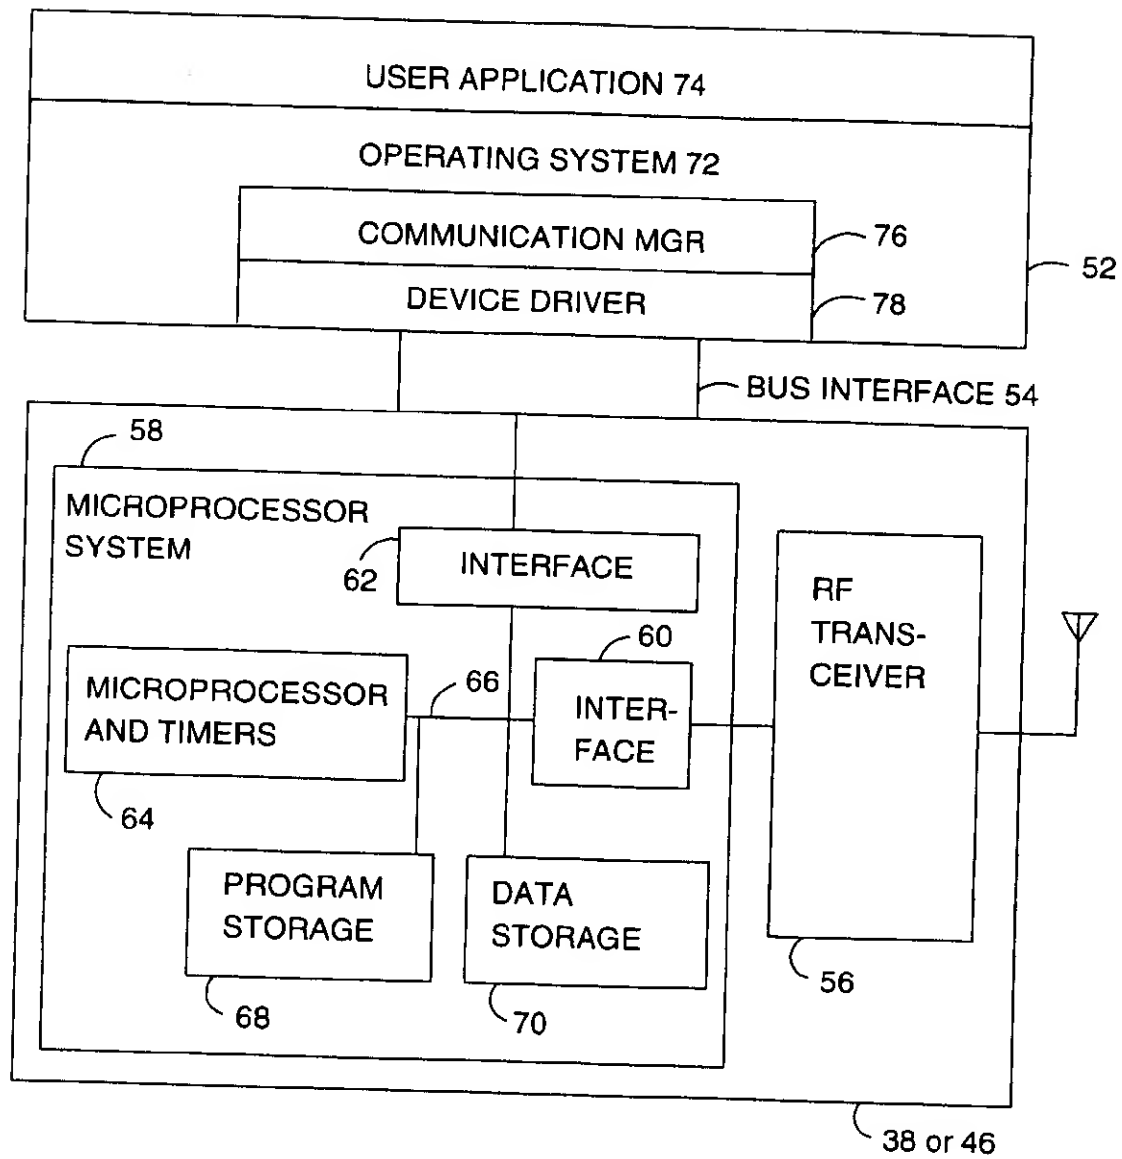 USER APPLICATION 74
OPERATING SYSTEM 72
COMMUNICATION MGR
76
52
DEVICE DRIVER
78
BUS INTERFACE 54
58
MICROPROCESSOR
SYSTEM
INTERFACE
62
RF
TRANS-
CEIVER
60
66
MICROPROCESSOR
AND TIMERS
INTER-
FACE
64
PROGRAM
STORAGE
DATA
STORAGE
56
68
70
38 or 46